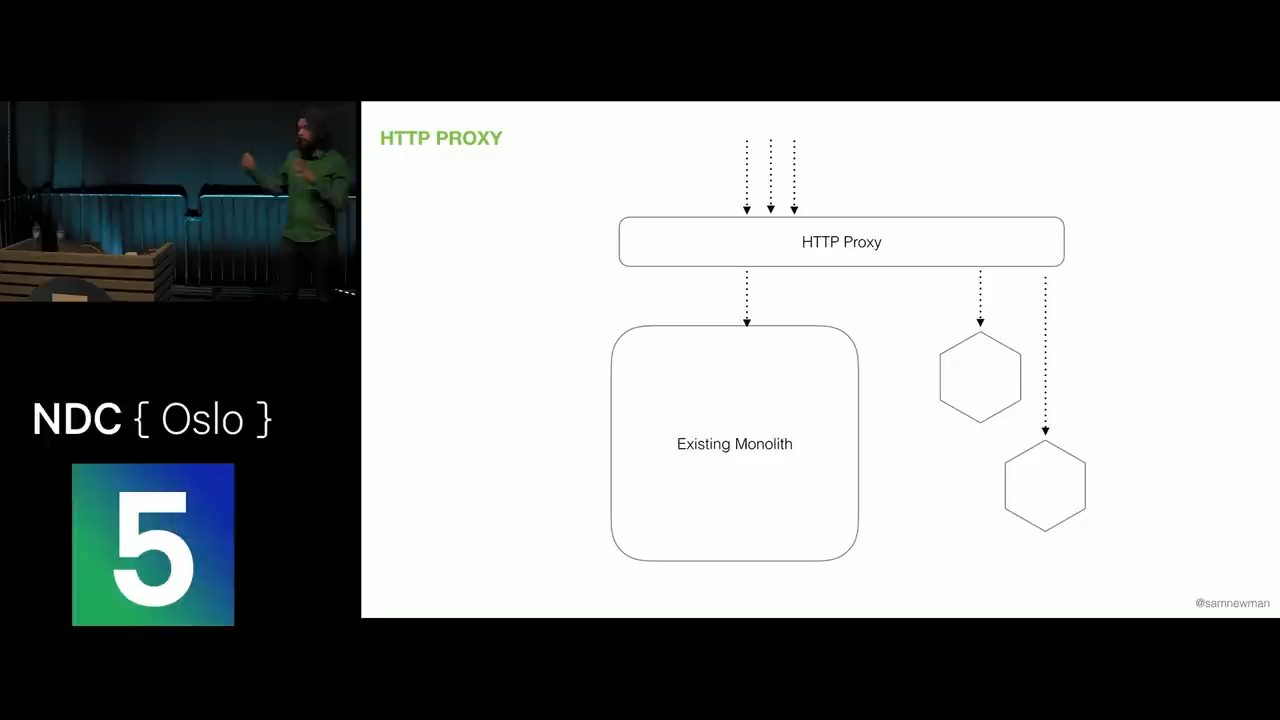 HTTP PROXY
HTTP Proxy
Existing Monolith
@samnewman
NDC { Oslo }
5